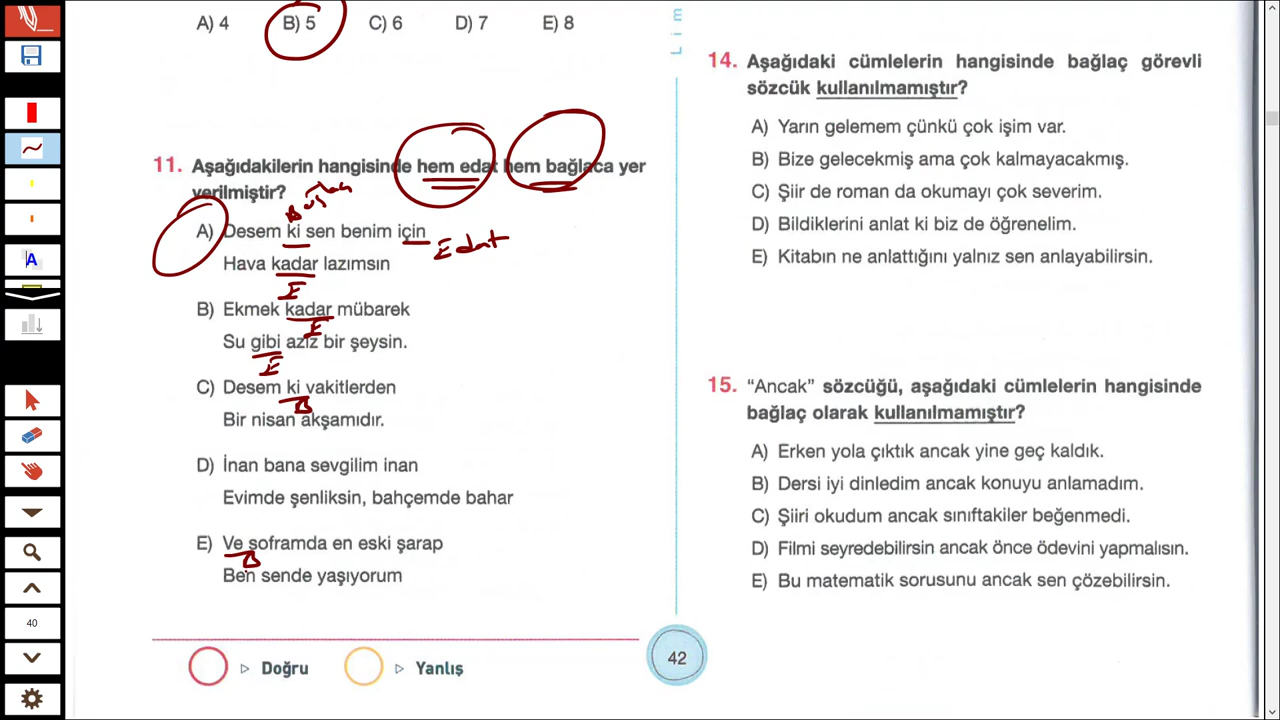 A) 4 B) 5 C) 6 D) 7 E) 8
11. Aşağıdakilerin hangisinde hem edat hem bağlaca yer
verilmiştir?
Bağlaç
A) Desem ki sen benim için
Edat
Hava kadar lazımsın
E
B) Ekmek kadar mübarek
E
Su gibi aziz bir şeysin.
E
C) Desem ki vakitlerden
B
Bir nisan akşamıdır.
D) İnan bana sevgilim inan
Evimde şenliksin, bahçemde bahar
E) Ve soframda en eski şarap
B
Ben sende yaşıyorum
Doğru Yanlış
Lim
14. Aşağıdaki cümlelerin hangisinde bağlaç görevli
sözcük kullanılmamıştır?
A) Yarın gelemem çünkü çok işim var.
B) Bize gelecekmiş ama çok kalmayacakmış.
C) Şiir de roman da okumayı çok severim.
D) Bildiklerini anlat ki biz de öğrenelim.
E) Kitabın ne anlattığını yalnız sen anlayabilirsin.
15. “Ancak” sözcüğü, aşağıdaki cümlelerin hangisinde
bağlaç olarak kullanılmamıştır?
A) Erken yola çıktık ancak yine geç kaldık.
B) Dersi iyi dinledim ancak konuyu anlamadım.
C) Şiiri okudum ancak sınıftakiler beğenmedi.
D) Filmi seyredebilirsin ancak önce ödevini yapmalısın.
E) Bu matematik sorusunu ancak sen çözebilirsin.
42
A
40